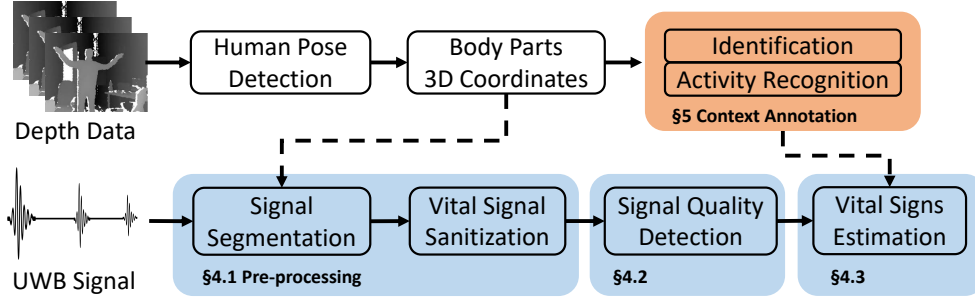 Human Pose
Detection
Body Parts
3D Coordinates
Identification
Activity Recognition
§5 Context Annotation
Depth Data
Signal
Segmentation
Vital Signal
Sanitization
Signal Quality
Detection
Vital Signs
Estimation
§4.1 Pre-processing
§4.2
§4.3
UWB Signal